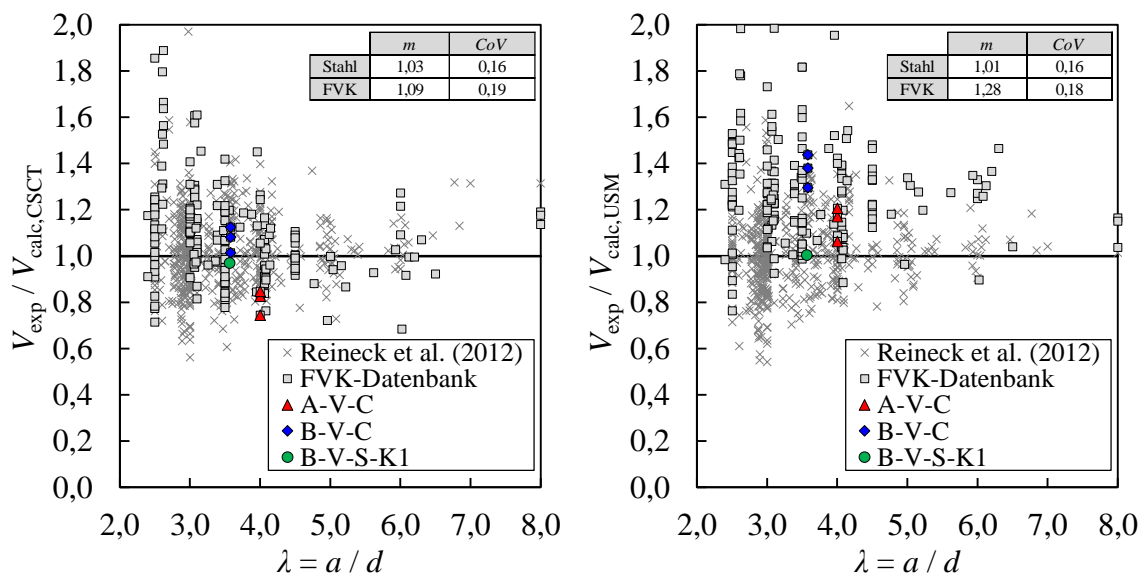 V_exp / V_calc,CSCT
2,0
1,8
1,6
1,4
1,2
1,0
0,8
0,6
0,4
0,2
0,0
m CoV
Stahl 1,03 0,16
FVK 1,09 0,19
× Reineck et al. (2012)
FVK-Datenbank
A-V-C
B-V-C
B-V-S-K1
2,0 3,0 4,0 5,0 6,0 7,0 8,0
λ = a / d
V_exp / V_calc,USM
2,0
1,8
1,6
1,4
1,2
1,0
0,8
0,6
0,4
0,2
0,0
m CoV
Stahl 1,01 0,16
FVK 1,28 0,18
× Reineck et al. (2012)
FVK-Datenbank
A-V-C
B-V-C
B-V-S-K1
2,0 3,0 4,0 5,0 6,0 7,0 8,0
λ = a / d